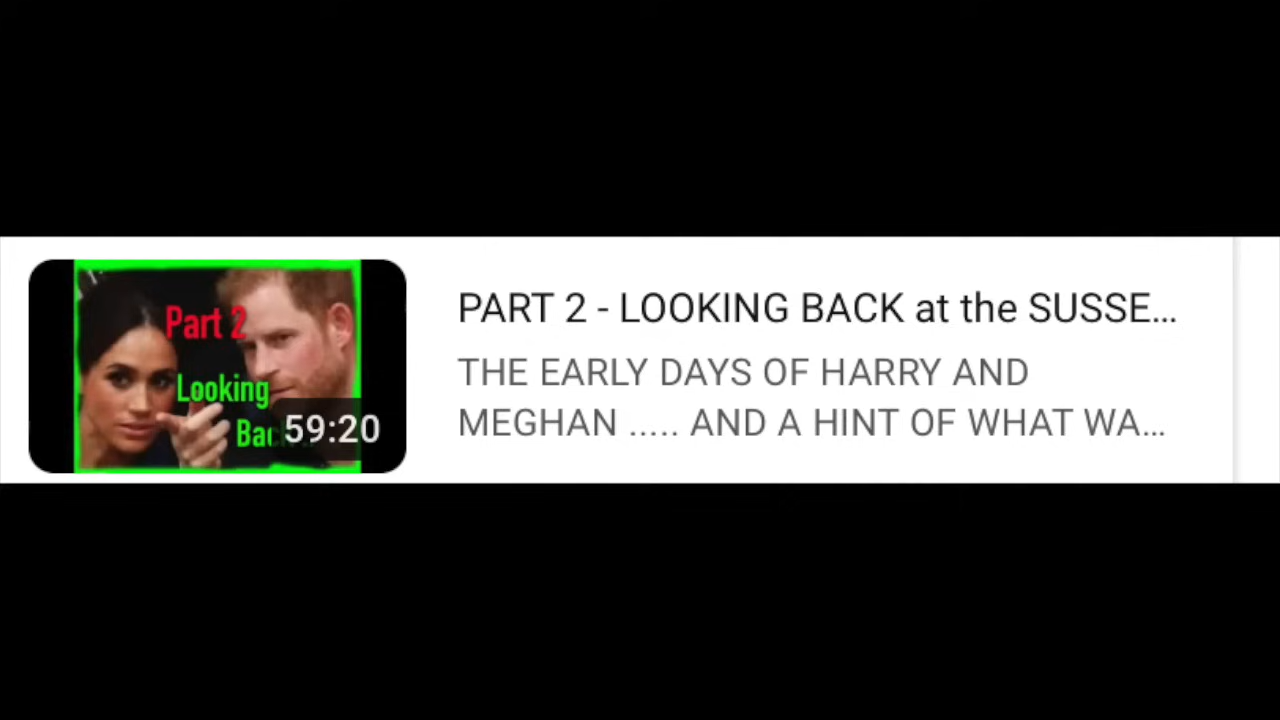 Part 2
Looking
Bac
59:20
PART 2 - LOOKING BACK at the SUSSE...
THE EARLY DAYS OF HARRY AND
MEGHAN ..... AND A HINT OF WHAT WA...